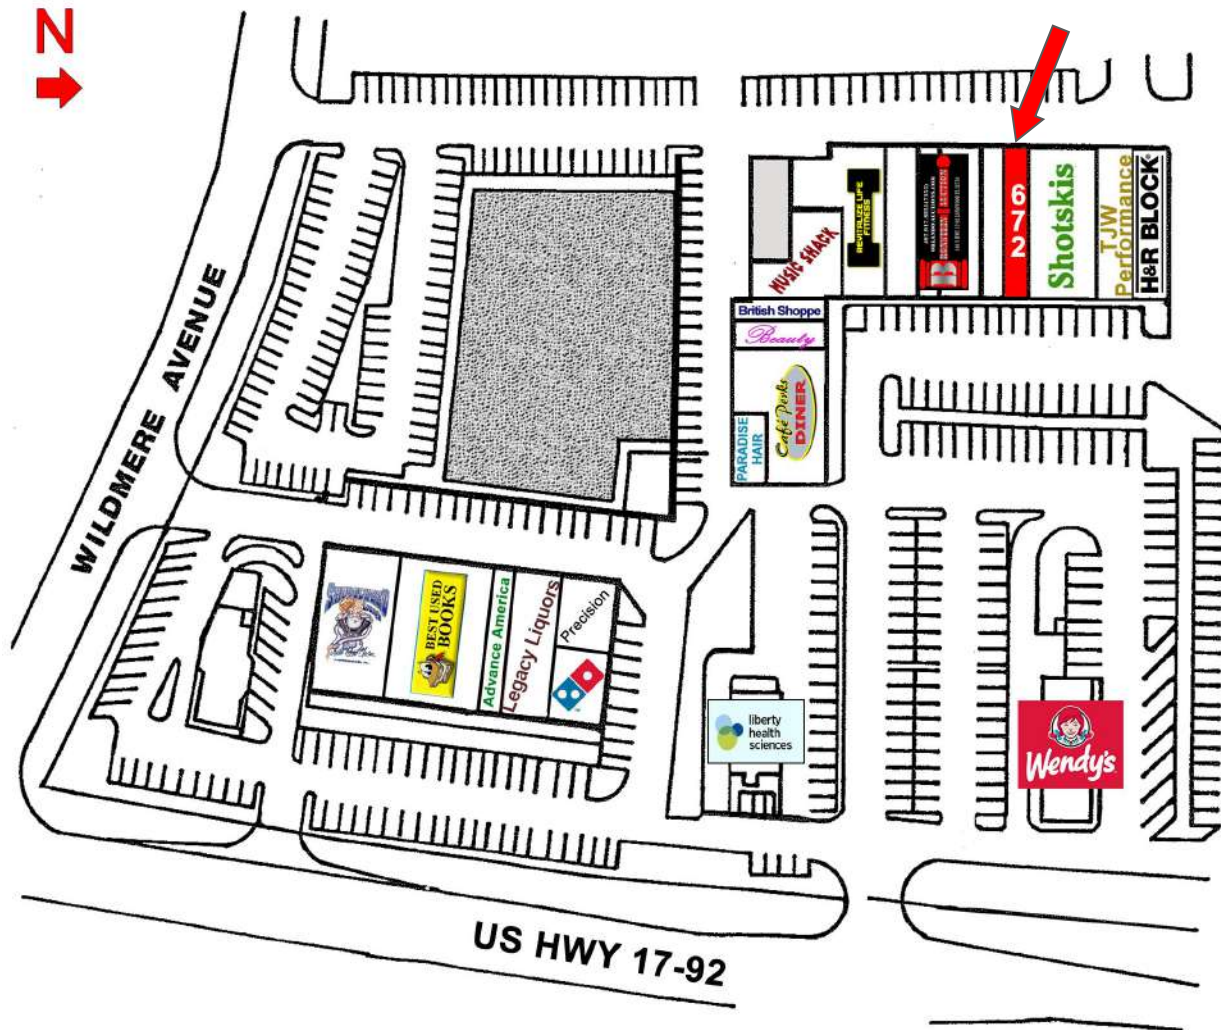 N
REVITALIZE LIFE
FITNESS
MUSIC SHACK
B
AUCTION
672
Shotskis
TJW
Performance
H&R BLOCK
British Shoppe
Beauty
Café Perks
DINER
PARADISE
HAIR
WILDMERE AVENUE
BEST USED
BOOKS
Advance America
Legacy Liquors
Precision
liberty
health
sciences
Wendy's
US HWY 17-92